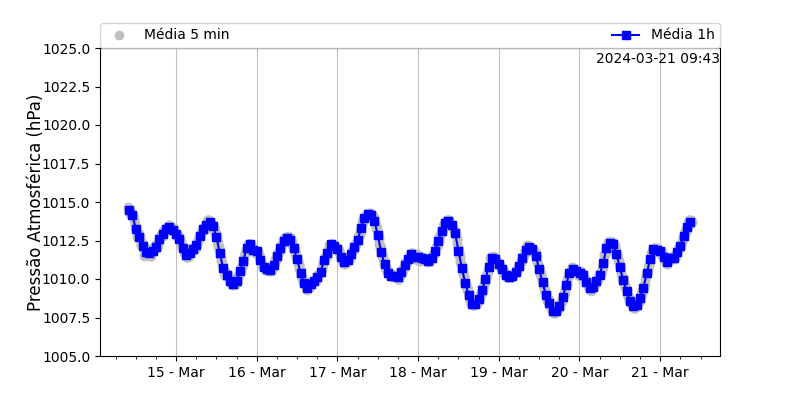 Média 5 min
Média 1h
2024-03-21 09:43
Pressão Atmosférica (hPa)
1025.0
1022.5
1020.0
1017.5
1015.0
1012.5
1010.0
1007.5
1005.0
15 - Mar
16 - Mar
17 - Mar
18 - Mar
19 - Mar
20 - Mar
21 - Mar